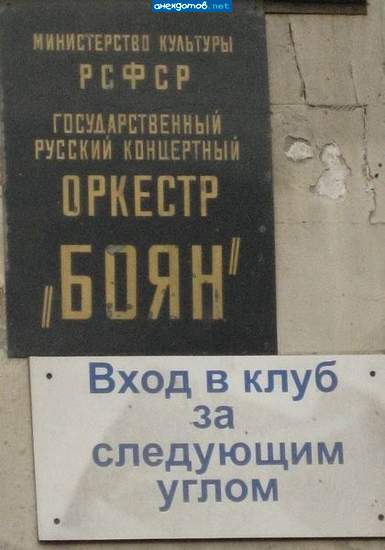 анекдотов.net
МИНИСТЕРСТВО КУЛЬТУРЫ
РСФСР
ГОСУДАРСТВЕННЫЙ
РУССКИЙ КОНЦЕРТНЫЙ
ОРКЕСТР
„БОЯН"
Вход в клуб
за
следующим
углом